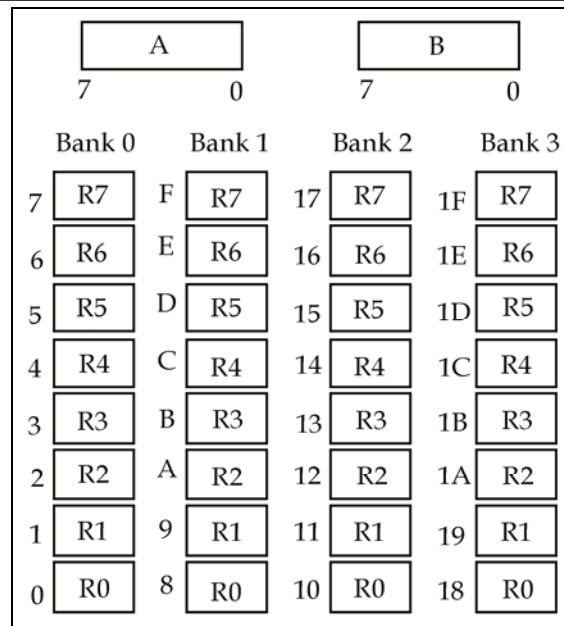 A B
7 0 7 0
Bank 0 Bank 1 Bank 2 Bank 3
7 R7 F R7 17 R7 1F R7
6 R6 E R6 16 R6 1E R6
5 R5 D R5 15 R5 1D R5
4 R4 C R4 14 R4 1C R4
3 R3 B R3 13 R3 1B R3
2 R2 A R2 12 R2 1A R2
1 R1 9 R1 11 R1 19 R1
0 R0 8 R0 10 R0 18 R0